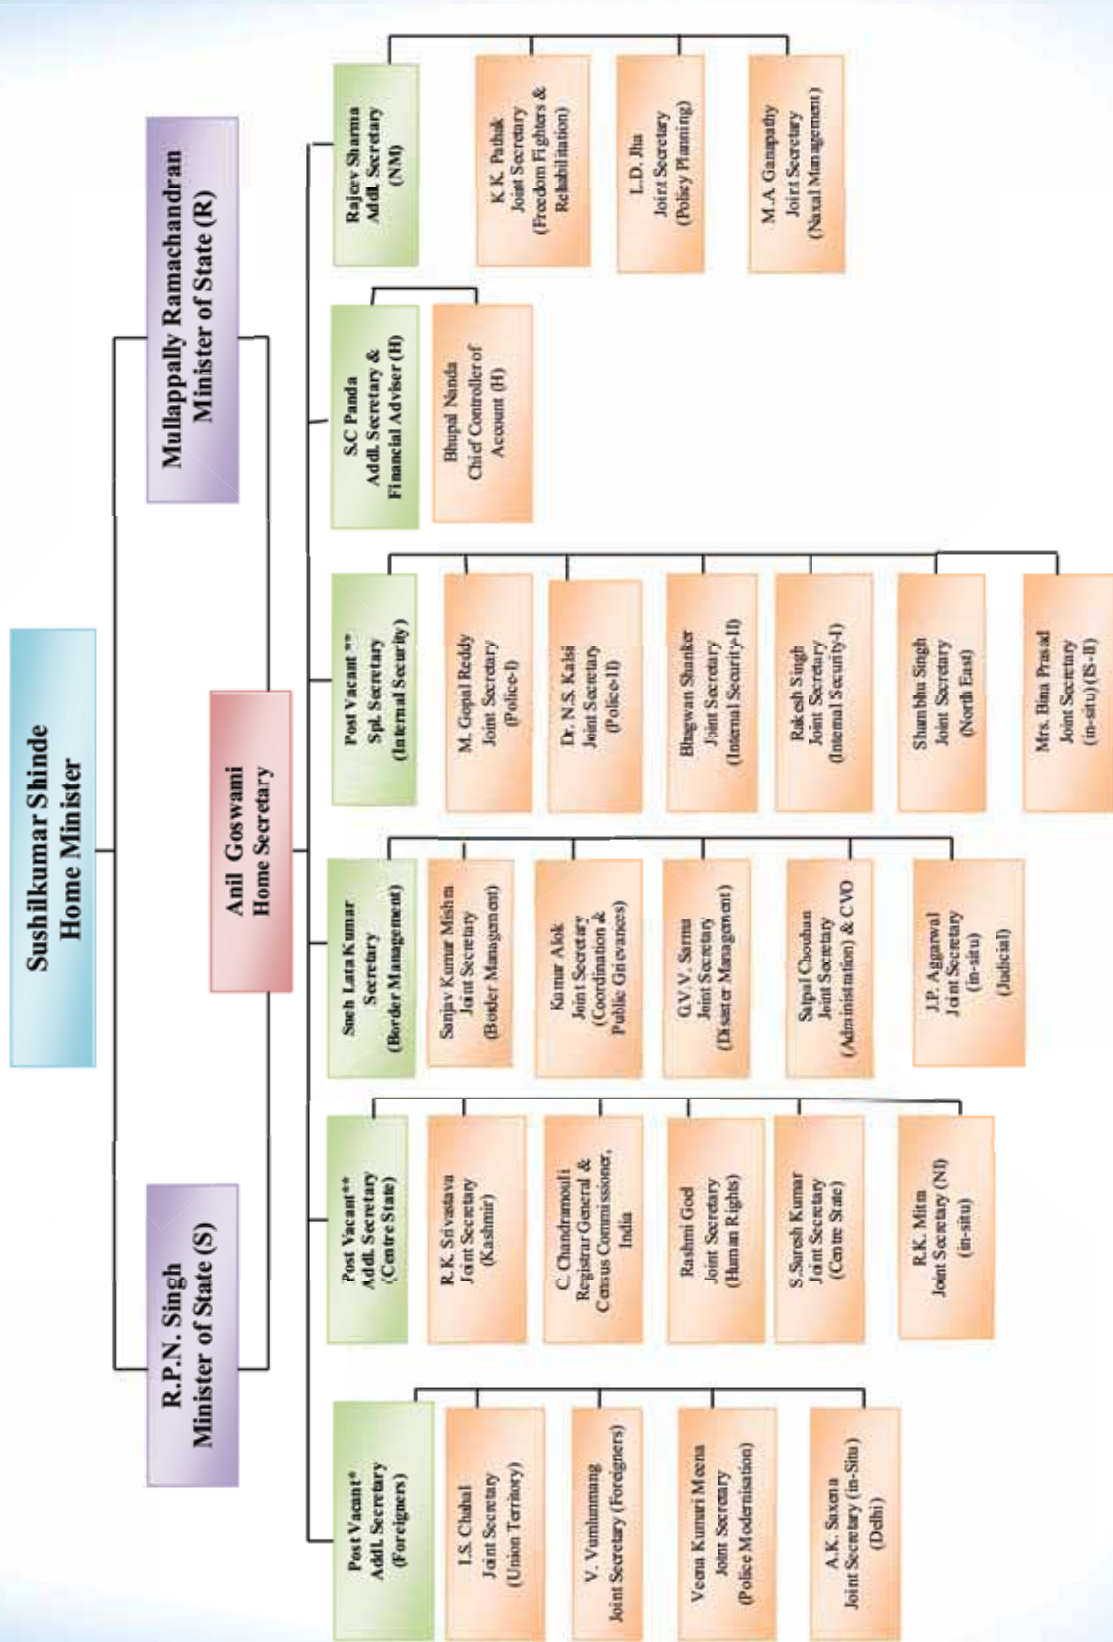 Sushilkumar Shinde
Home Minister
R.P.N. Singh
Minister of State (S)
Mullappally Ramachandran
Minister of State (R)
Anil Goswami
Home Secretary
Post Vacant*
Addl. Secretary
(Foreigners)
I.S. Chahal
Joint Secretary
(Union Territory)
V. Vumlunmang
Joint Secretary (Foreigners)
Veena Kumari Meena
Joint Secretary
(Police Modernisation)
A.K. Saxena
Joint Secretary (in-Situ)
(Delhi)
Post Vacant**
Addl. Secretary
(Centre State)
R.K. Srivastava
Joint Secretary
(Kashmir)
C. Chandramouli
Registrar General &
Census Commissioner,
India
Rashmi Goel
Joint Secretary
(Human Rights)
S.Suresh Kumar
Joint Secretary
(Centre State)
R.K. Mitra
Joint Secretary (NI)
(in-situ)
Sneh Lata Kumar
Secretary
(Border Management)
Sanjav Kumar Mishra
Joint Secretary
(Border Management)
Kumar Alok
Joint Secretary
(Coordination &
Public Grievances)
G.V.V. Sarma
Joint Secretary
(Disaster Management)
Satpal Chouhan
Joint Secretary
(Administration) & CVO
J.P. Aggarwal
Joint Secretary
(in-situ)
(Judicial)
Post Vacant **
Spl. Secretary
(Internal Security)
M. Gopal Reddy
Joint Secretary
(Police-I)
Dr. N.S. Kalsi
Joint Secretary
(Police-II)
Bhagwan Shanker
Joint Secretary
(Internal Security-II)
Rakesh Singh
Joint Secretary
(Internal Security-I)
Shambhu Singh
Joint Secretary
(North East)
Mrs. Bina Prasad
Joint Secretary
(in-situ) (IS-II)
S.C Panda
Addl. Secretary &
Financial Adviser (H)
Bhupal Nanda
Chief Controller of
Account (H)
Rajeev Sharma
Addl. Secretary
(NM)
K K. Pathak
Joint Secretary
(Freedom Fighters &
Rehabilitation)
L.D. Jha
Joint Secretary
(Policy Planning)
M.A. Ganapathy
Joint Secretary
(Naxal Management)